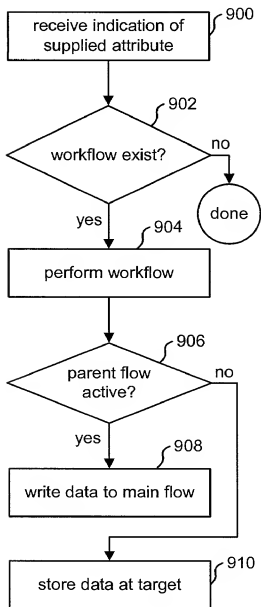 receive indication of
supplied attribute
900
902
workflow exist?
no
done
yes
904
perform workflow
906
parent flow
active?
no
yes
908
write data to main flow
910
store data at target